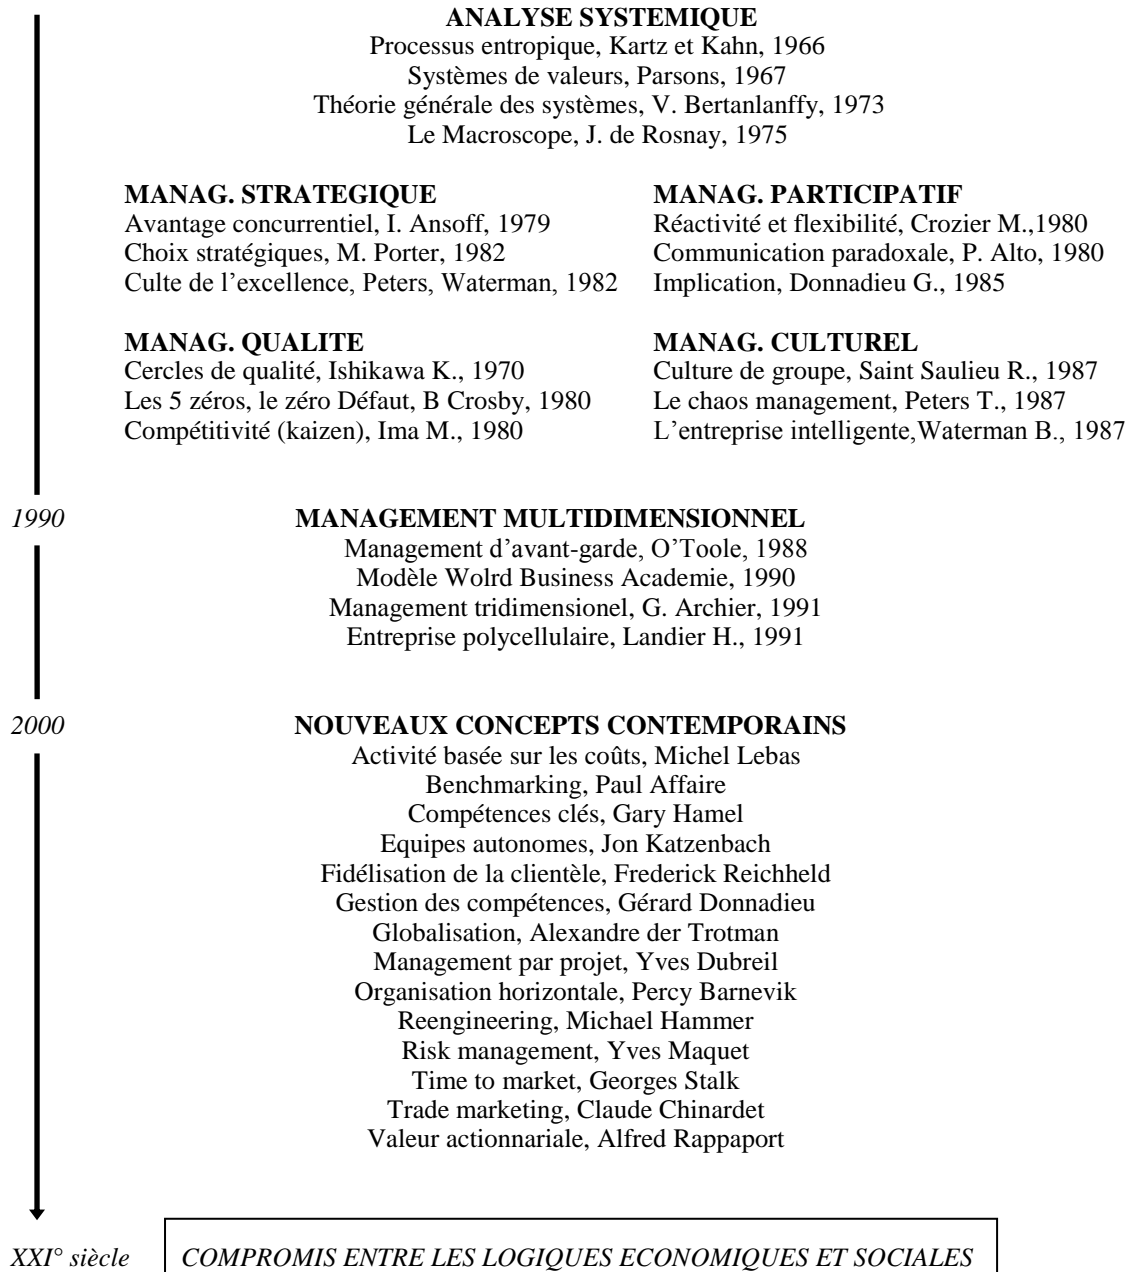 ANALYSE SYSTEMIQUE
Processus entropique, Kartz et Kahn, 1966
Systèmes de valeurs, Parsons, 1967
Théorie générale des systèmes, V. Bertanlanffy, 1973
Le Macroscope, J. de Rosnay, 1975
MANAG. STRATEGIQUE
Avantage concurrentiel, I. Ansoff, 1979
Choix stratégiques, M. Porter, 1982
Culte de l'excellence, Peters, Waterman, 1982
MANAG. PARTICIPATIF
Réactivité et flexibilité, Crozier M.,1980
Communication paradoxale, P. Alto, 1980
Implication, Donnadieu G., 1985
MANAG. QUALITE
Cercles de qualité, Ishikawa K., 1970
Les 5 zéros, le zéro Défaut, B Crosby, 1980
Compétitivité (kaizen), Ima M., 1980
MANAG. CULTUREL
Culture de groupe, Saint Saulieu R., 1987
Le chaos management, Peters T., 1987
L'entreprise intelligente,Waterman B., 1987
1990
MANAGEMENT MULTIDIMENSIONNEL
Management d'avant-garde, O'Toole, 1988
Modèle Wolrd Business Academie, 1990
Management tridimensionel, G. Archier, 1991
Entreprise polycellulaire, Landier H., 1991
2000
NOUVEAUX CONCEPTS CONTEMPORAINS
Activité basée sur les coûts, Michel Lebas
Benchmarking, Paul Affaire
Compétences clés, Gary Hamel
Equipes autonomes, Jon Katzenbach
Fidélisation de la clientèle, Frederick Reichheld
Gestion des compétences, Gérard Donnadieu
Globalisation, Alexandre der Trotman
Management par projet, Yves Dubreil
Organisation horizontale, Percy Barnevik
Reengineering, Michael Hammer
Risk management, Yves Maquet
Time to market, Georges Stalk
Trade marketing, Claude Chinardet
Valeur actionnariale, Alfred Rappaport
XXI° siècle
COMPROMIS ENTRE LES LOGIQUES ECONOMIQUES ET SOCIALES